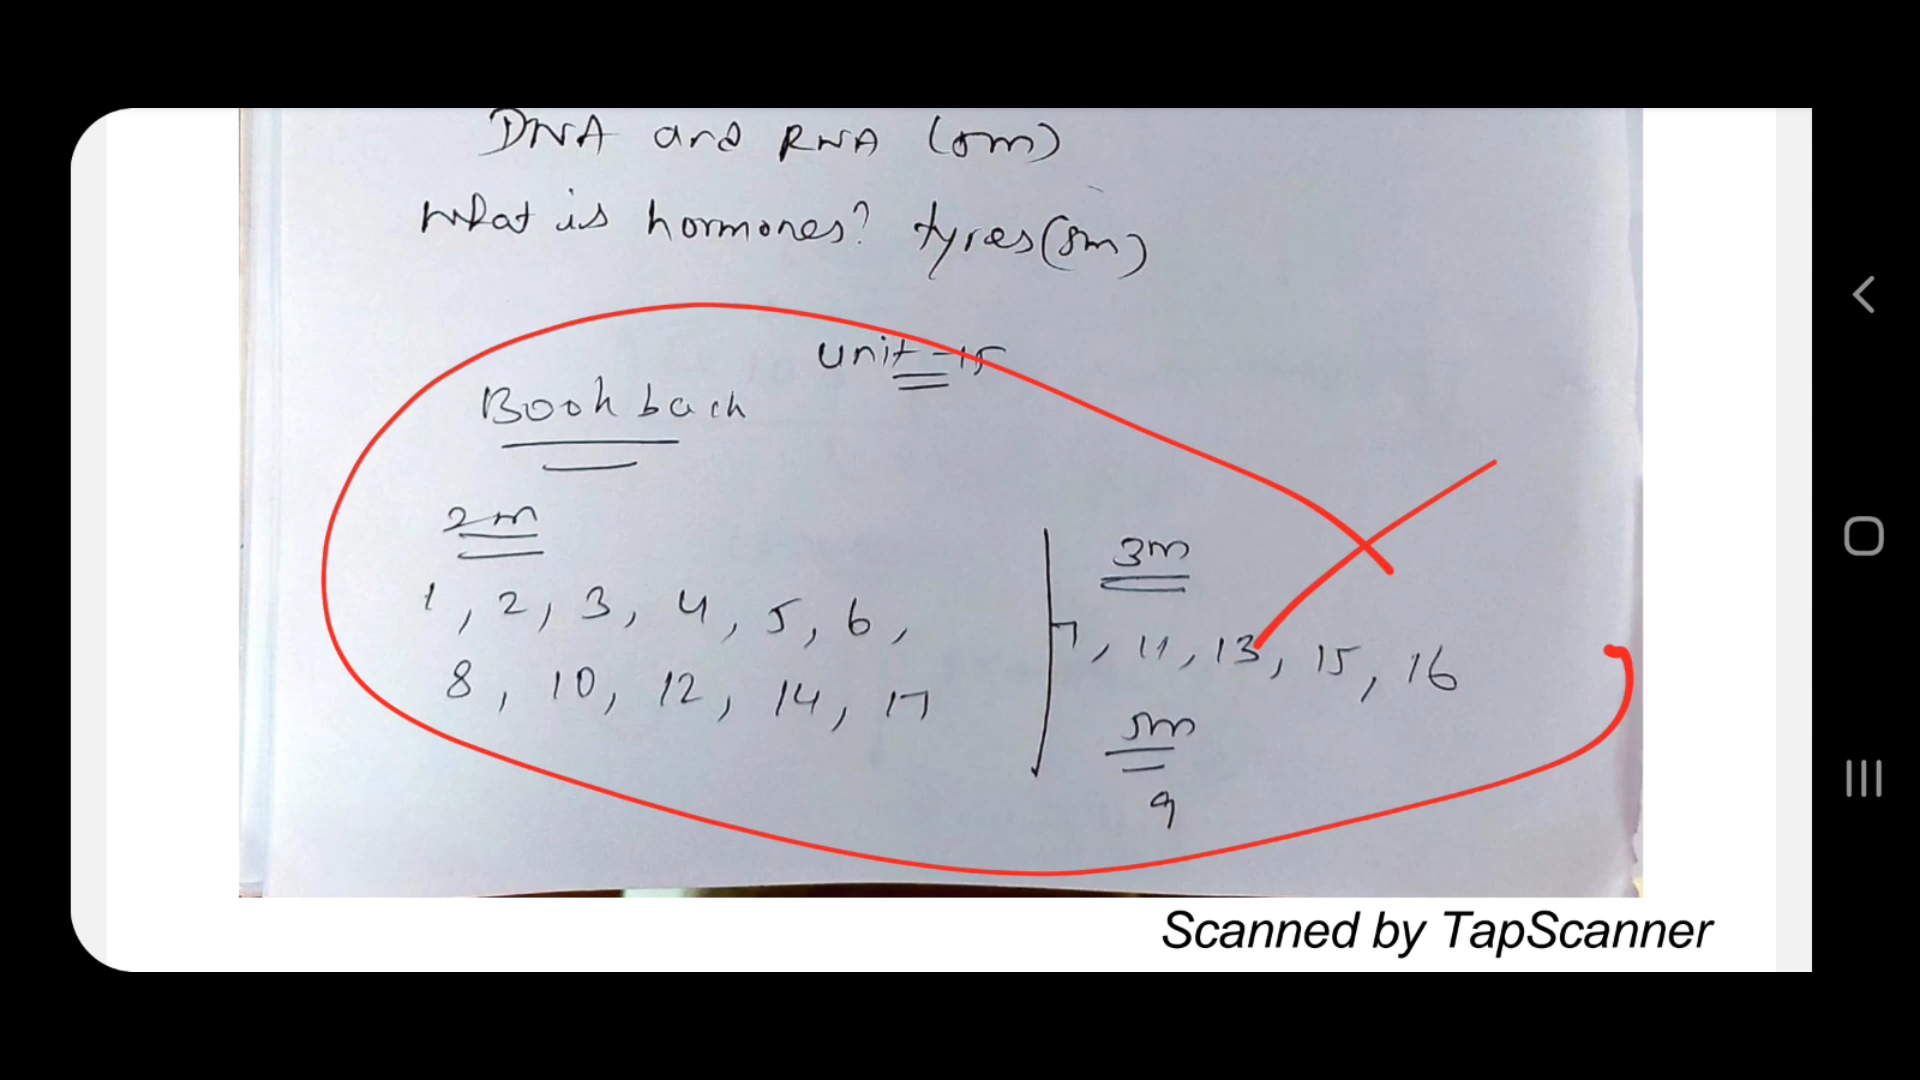 DNA and RNA (5m)
What is hormones? types (5m)
Unit-15
Book back
2m
1, 2, 3, 4, 5, 6,
8, 10, 12, 14, 17
3m
7, 11, 13, 15, 16
5m
9
Scanned by TapScanner